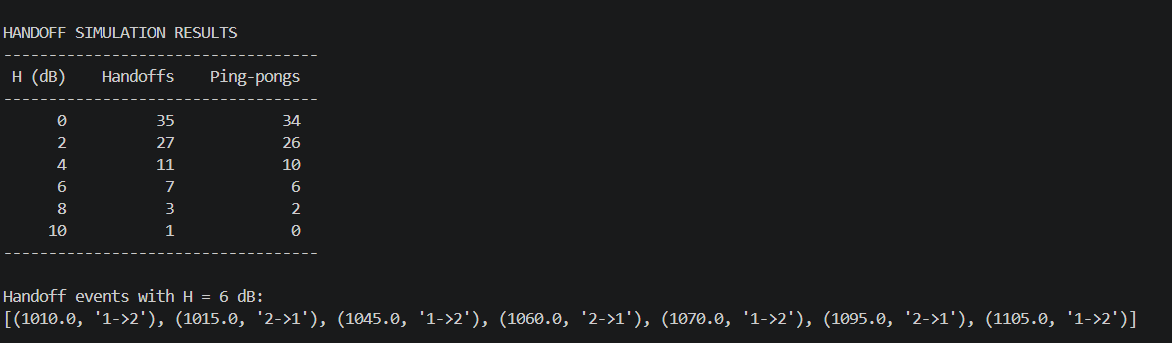 HANDOFF SIMULATION RESULTS
-----------------------------------
H (dB)    Handoffs    Ping-pongs
-----------------------------------
0          35            34
2          27            26
4          11            10
6           7             6
8           3             2
10           1             0
-----------------------------------
Handoff events with H = 6 dB:
[(1010.0, '1->2'), (1015.0, '2->1'), (1045.0, '1->2'), (1060.0, '2->1'), (1070.0, '1->2'), (1095.0, '2->1'), (1105.0, '1->2')]